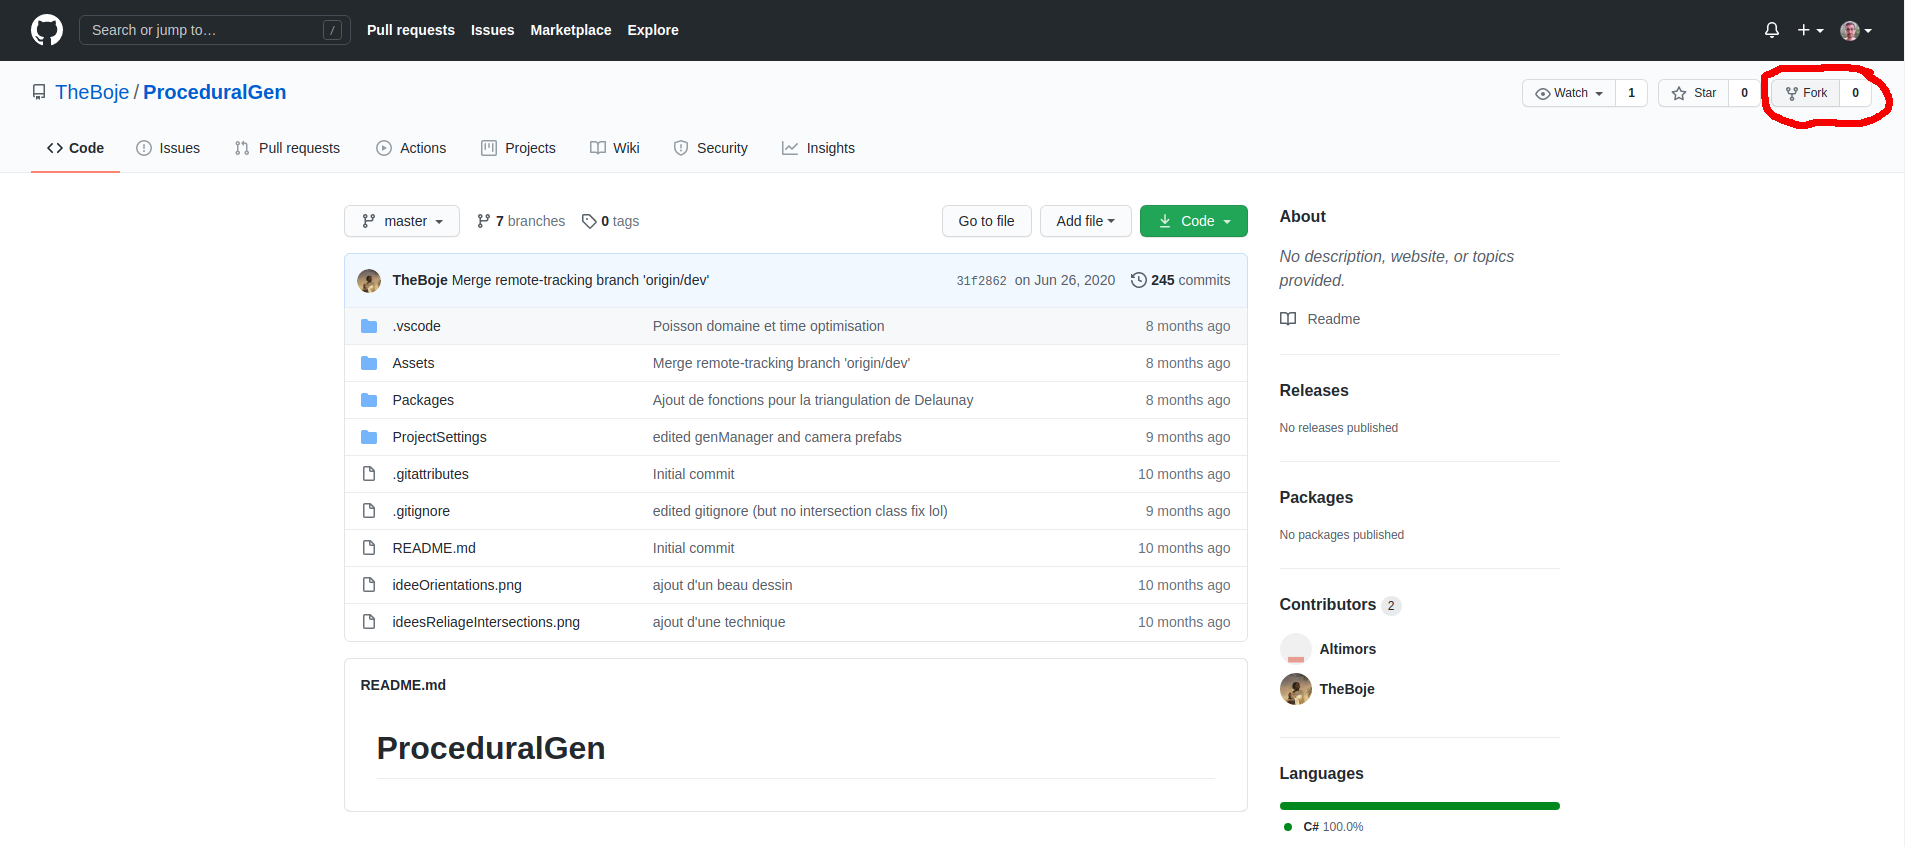 Search or jump to… / Pull requests Issues Marketplace Explore
TheBoje / ProceduralGen Watch 1 Star 0 Fork 0
Code Issues Pull requests Actions Projects Wiki Security Insights
master 7 branches 0 tags Go to file Add file Code
TheBoje Merge remote-tracking branch 'origin/dev' 31f2862 on Jun 26, 2020 245 commits
.vscode Poisson domaine et time optimisation 8 months ago
Assets Merge remote-tracking branch 'origin/dev' 8 months ago
Packages Ajout de fonctions pour la triangulation de Delaunay 8 months ago
ProjectSettings edited genManager and camera prefabs 9 months ago
.gitattributes Initial commit 10 months ago
.gitignore edited gitignore (but no intersection class fix lol) 9 months ago
README.md Initial commit 10 months ago
ideeOrientations.png ajout d'un beau dessin 10 months ago
ideesReliageIntersections.png ajout d'une technique 10 months ago
README.md
ProceduralGen
About
No description, website, or topics
provided.
Readme
Releases
No releases published
Packages
No packages published
Contributors 2
Altimors
TheBoje
Languages
C# 100.0%